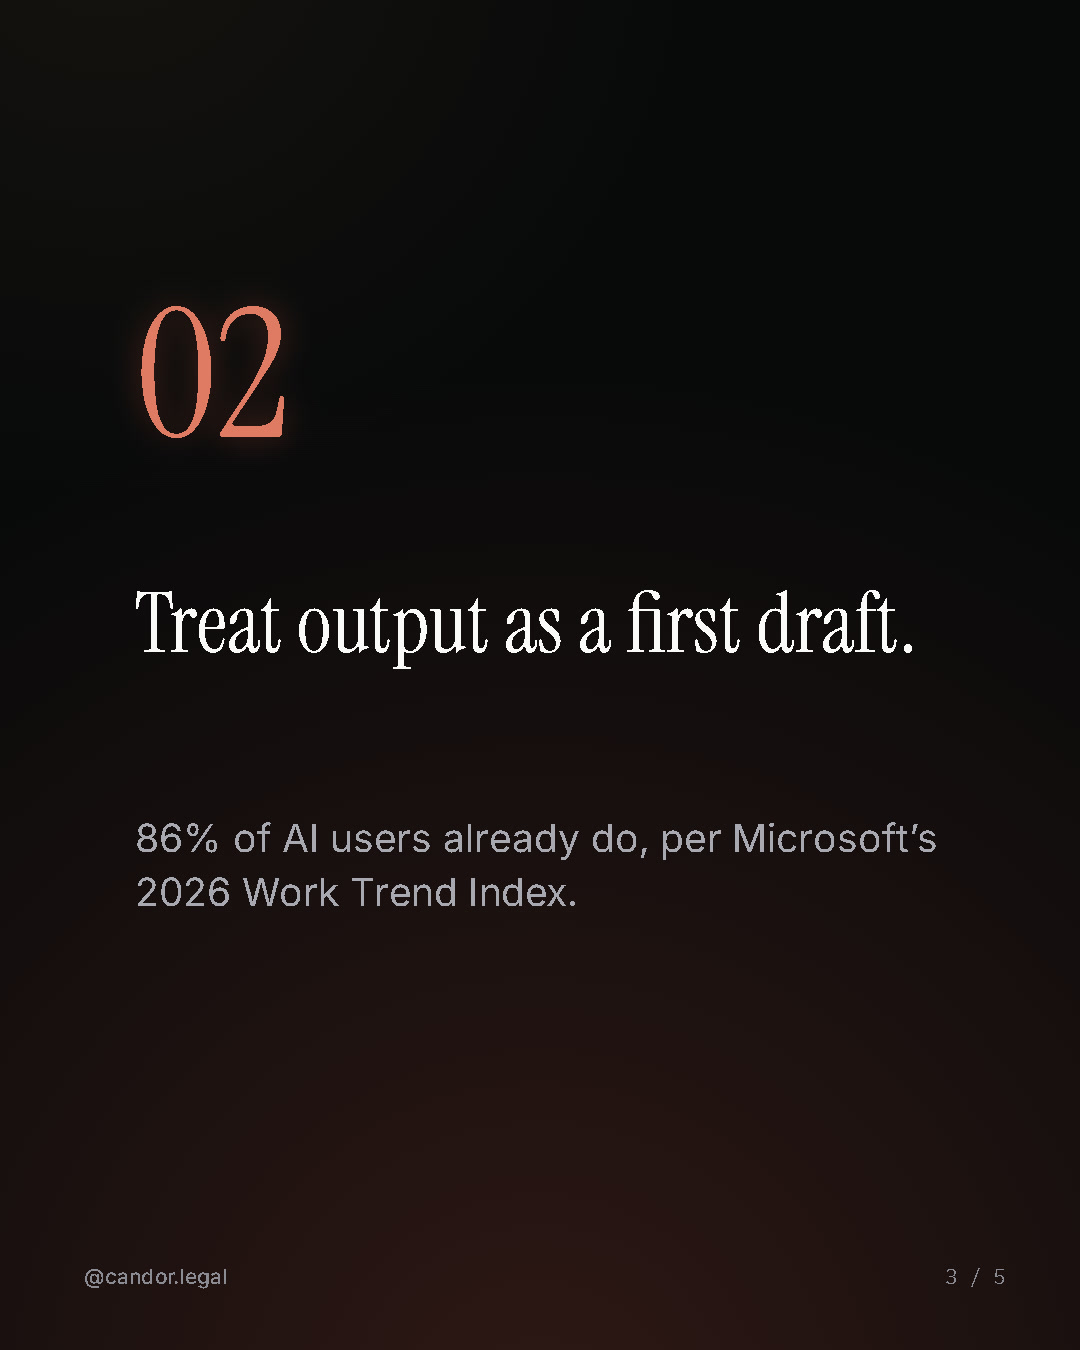 02
Treat output as a first draft.
86% of AI users already do, per Microsoft’s
2026 Work Trend Index.
@candor.legal
3 / 5